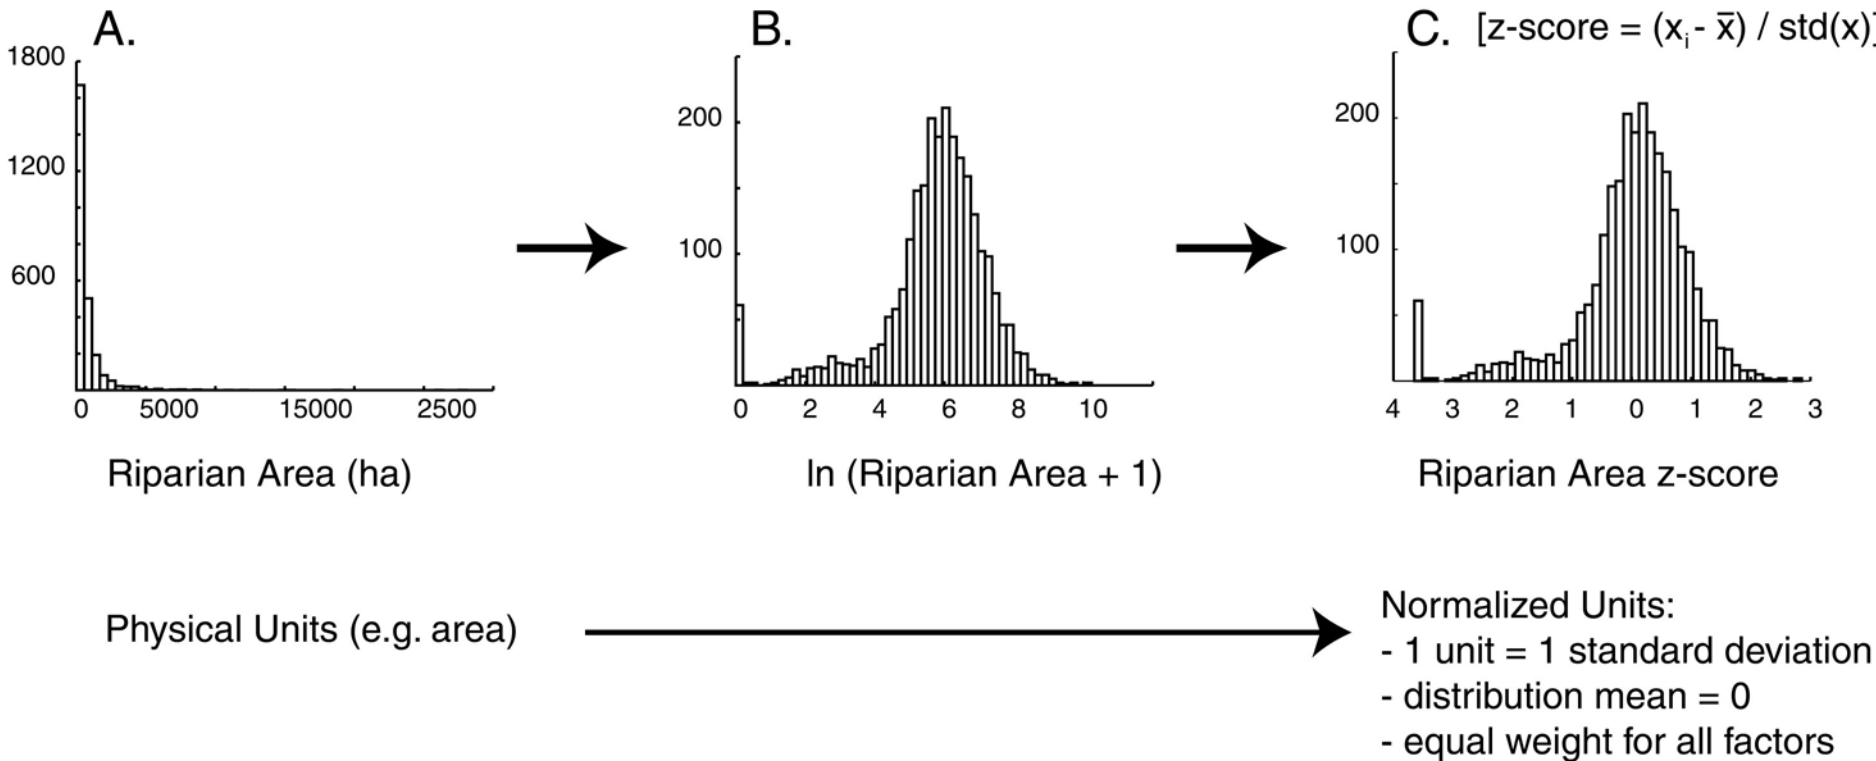 A.
1800
1200
600
0 5000 15000 2500
Riparian Area (ha)
B.
200
100
0 2 4 6 8 10
ln (Riparian Area + 1)
C. [z-score = (xᵢ - x̅) / std(x)]
200
100
4 3 2 1 0 1 2 3
Riparian Area z-score
Physical Units (e.g. area)
Normalized Units:
- 1 unit = 1 standard deviation
- distribution mean = 0
- equal weight for all factors